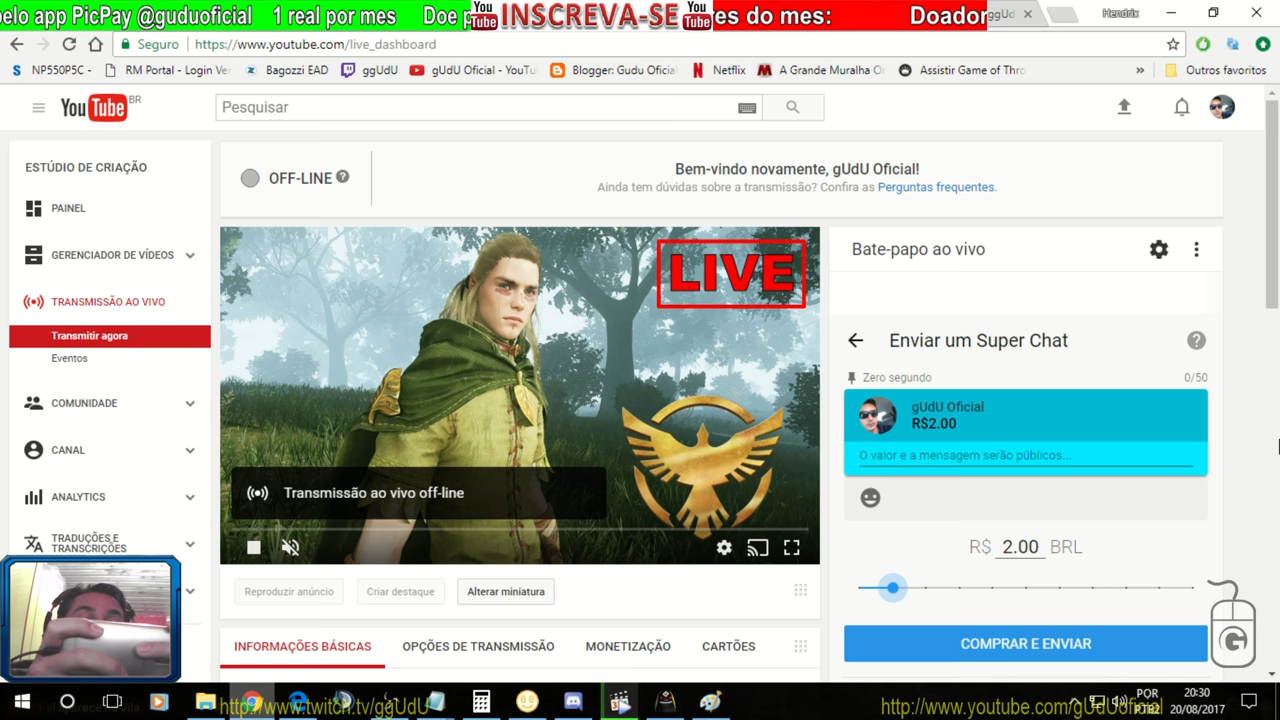 pelo app PicPay @guduoficial 1 real por mes Doe p
YouTube INSCREVA-SE YouTube
es do mes: Doador
ggUd
Hendrix
Seguro
https://www.youtube.com/live_dashboard
NP550P5C -
RM Portal - Login Ve
Bagozzi EAD
ggUdU
gUdU Oficial - YouTu
Blogger: Gudu Oficial
Netflix
A Grande Muralha Or
Assistir Game of Thro
»
Outros favoritos
YouTube BR
Pesquisar
ESTÚDIO DE CRIAÇÃO
PAINEL
GERENCIADOR DE VÍDEOS
TRANSMISSÃO AO VIVO
Transmitir agora
Eventos
COMUNIDADE
CANAL
ANALYTICS
TRADUÇÕES E
TRANSCRIÇÕES
OFF-LINE ?
Bem-vindo novamente, gUdU Oficial!
Ainda tem dúvidas sobre a transmissão? Confira as Perguntas frequentes.
LIVE
Transmissão ao vivo off-line
Reproduzir anúncio
Criar destaque
Alterar miniatura
INFORMAÇÕES BÁSICAS
OPÇÕES DE TRANSMISSÃO
MONETIZAÇÃO
CARTÕES
Bate-papo ao vivo
Enviar um Super Chat
?
Zero segundo
0/50
gUdU Oficial
R$2.00
O valor e a mensagem serão públicos...
R$ 2.00 BRL
COMPRAR E ENVIAR
G
http://www.twitch.tv/ggUdU
http://www.youtube.com/gUdUOficial
POR
PTB2
20:30
20/08/2017